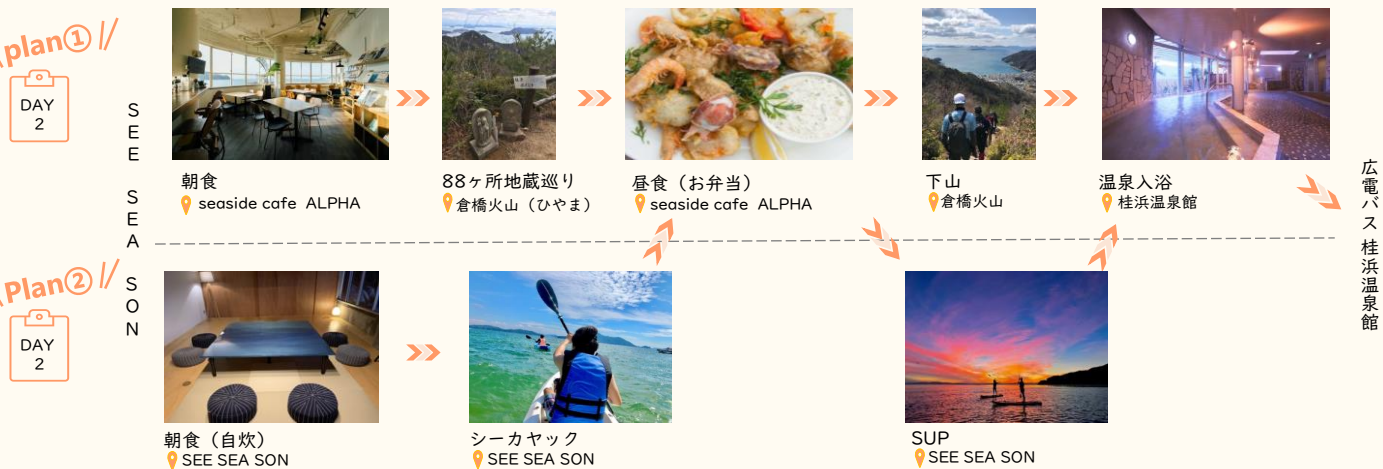 plan①
DAY
2
SEE SEA SON
朝食
seaside cafe ALPHA
88ヶ所地蔵巡り
倉橋火山（ひやま）
昼食（お弁当）
seaside cafe ALPHA
下山
倉橋火山
温泉入浴
桂浜温泉館
広電バス 桂浜温泉館
Plan②
DAY
2
朝食（自炊）
SEE SEA SON
シーカヤック
SEE SEA SON
SUP
SEE SEA SON